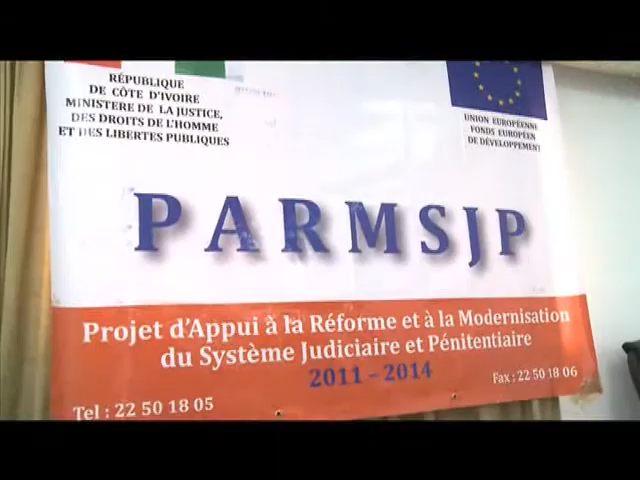 RÉPUBLIQUE
DE CÔTE D'IVOIRE
MINISTERE DE LA JUSTICE,
DES DROITS DE L'HOMME
ET DES LIBERTES PUBLIQUES
UNION EUROPÉENNE
FONDS EUROPÉEN
DE DÉVELOPPEMENT
PARMSJP
Projet d'Appui à la Réforme et à la Modernisation
du Système Judiciaire et Pénitentiaire
2011 - 2014
Tel : 22 50 18 05
Fax : 22 50 18 06